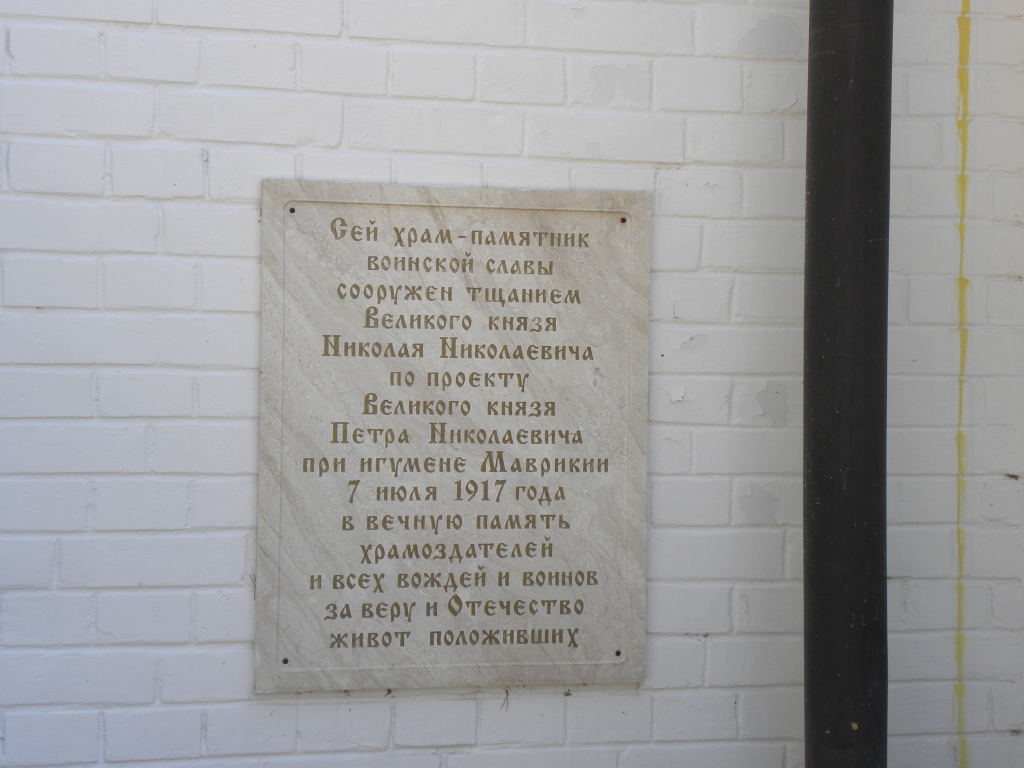 Сей храм-памятник
воинской славы
сооружен тщанием
Великого князя
Николая Николаевича
по проекту
Великого князя
Петра Николаевича
при игумене Маврикии
7 июля 1917 года
в вечную память
храмоздателей
и всех вождей и воинов
за веру и Отечество
живот положивших